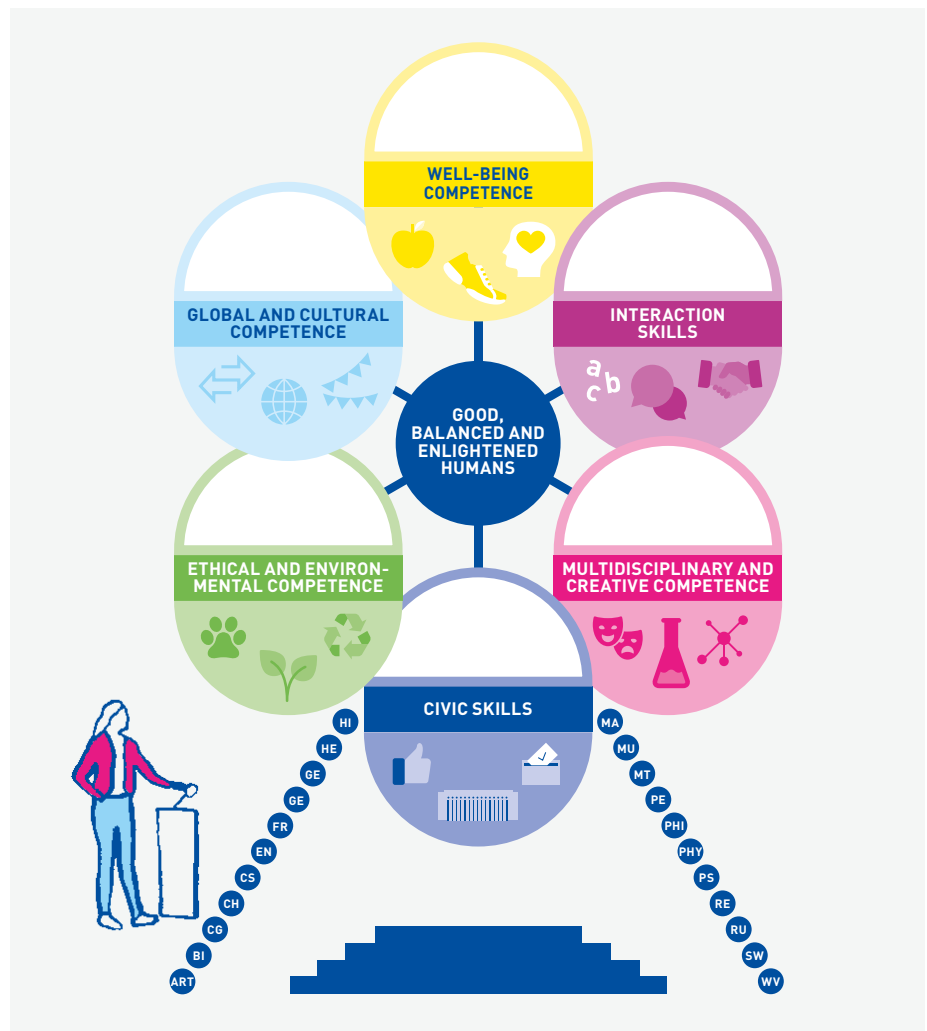 WELL-BEING
COMPETENCE
GLOBAL AND CULTURAL
COMPETENCE
INTERACTION
SKILLS
a
b
c
GOOD,
BALANCED AND
ENLIGHTENED
HUMANS
ETHICAL AND ENVIRON-
MENTAL COMPETENCE
MULTIDISCIPLINARY AND
CREATIVE COMPETENCE
CIVIC SKILLS
HI
HE
GE
GE
FR
EN
CS
CH
CG
BI
ART
MA
MU
MT
PE
PHI
PHY
PS
RE
RU
SW
WV